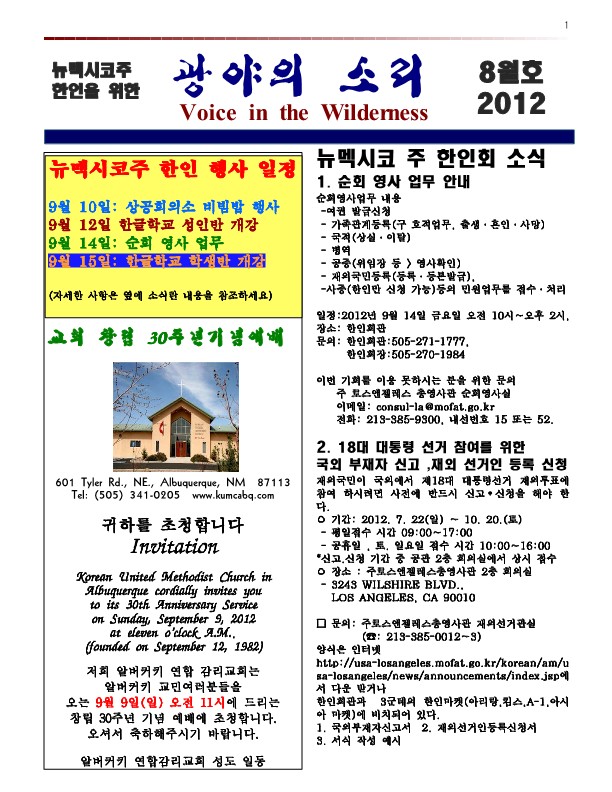 1
뉴멕시코주
한인을 위한
광야의 소리
Voice in the Wilderness
8월호
2012
뉴멕시코주 한인 행사 일정
9월 10일: 상공회의소 비빔밥 행사
9월 12일 한글학교 성인반 개강
9월 14일: 순회 영사 업무
9월 15일: 한글학교 학생반 개강
(자세한 사항은 옆에 소식란 내용을 참조하세요)
교회 창립 30주년기념예배
601 Tyler Rd., NE., Albuquerque, NM 87113
Tel: (505) 341-0205 www.kumcabq.com
귀하를 초청합니다
Invitation
Korean United Methodist Church in
Albuquerque cordially invites you
to its 30th Anniversary Service
on Sunday, September 9, 2012
at eleven o'clock A.M.,
(founded on September 12, 1982)
저희 알버커키 연합 감리교회는
알버커키 교민여러분들을
오는 9월 9일(일) 오전 11시에 드리는
창립 30주년 기념 예배에 초청합니다.
오셔서 축하해주시기 바랍니다.
알버커키 연합감리교회 성도 일동
뉴멕시코 주 한인회 소식
1. 순회 영사 업무 안내
순회영사업무 내용
-여권 발급신청
- 가족관계등록(구 호적업무, 출생·혼인·사망)
- 국적(상실·이탈)
- 병역
- 공증(위임장 등 > 영사확인)
- 재외국민등록(등록·등본발급),
-사증(한인만 신청 가능)등의 민원업무를 접수·처리
일정:2012년 9월 14일 금요일 오전 10시~오후 2시,
장소: 한인회관
문의: 한인회관:505-271-1777,
한인회장:505-270-1984
이번 기회를 이용 못하시는 분을 위한 문의
주 로스앤젤레스 총영사관 순회영사실
이메일: consul-la@mofat.go.kr
전화: 213-385-9300, 내선번호 15 또는 52.
2. 18대 대통령 선거 참여를 위한
국외 부재자 신고 ,재외 선거인 등록 신청
재외국민이 국외에서 제18대 대통령선거 재외투표에
참여 하시려면 사전에 반드시 신고•신청을 해야 한
다.
○ 기간: 2012. 7. 22(일) ~ 10. 20.(토)
- 평일접수 시간 09:00~17:00
- 공휴일 , 토, 일요일 접수 시간 10:00~16:00
*신고,신청 기간 중 공관 2층 회의실에서 상시 접수
○ 장소 : 주로스앤젤레스총영사관 2층 회의실
- 3243 WILSHIRE BLVD.,
LOS ANGELES, CA 90010
□ 문의: 주로스앤젤레스총영사관 재외선거관실
(☎: 213-385-0012~3)
양식은 인터넷
http://usa-losangeles.mofat.go.kr/korean/am/u
sa-losangeles/news/announcements/index.jsp에
서 다운 받거나
한인회관과 3군데의 한인마켓(아리랑,킴스,A-1,아시
아 마켓)에 비치되어 있다.
1. 국외부재자신고서 2. 재외선거인등록신청서
3. 서식 작성 예시